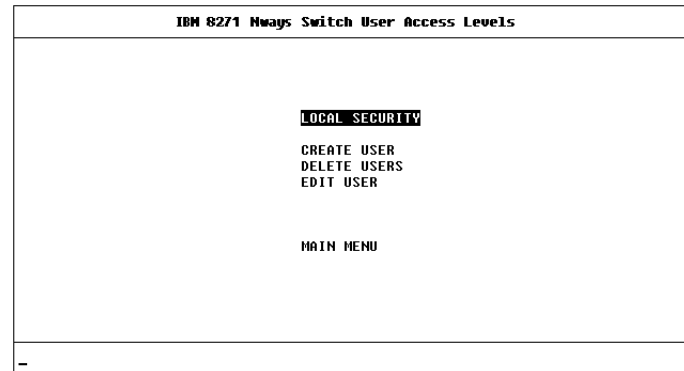 IBM 8271 Nways Switch User Access Levels
LOCAL SECURITY
CREATE USER
DELETE USERS
EDIT USER
MAIN MENU